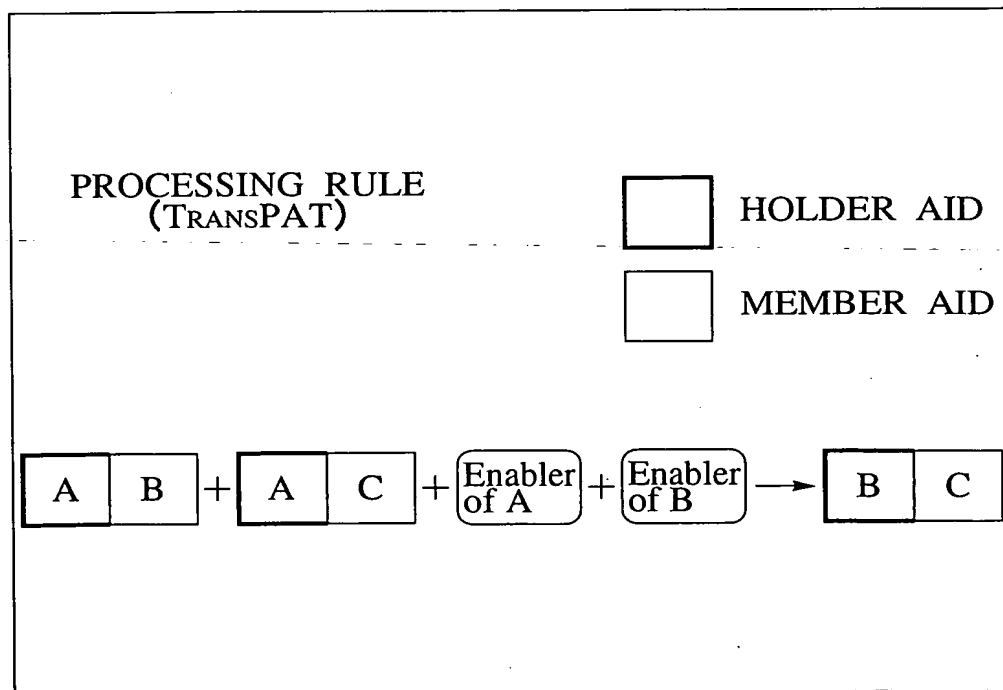 PROCESSING RULE
(TRANSPAT)
HOLDER AID
MEMBER AID
A B + A C + Enabler of A + Enabler of B → B C